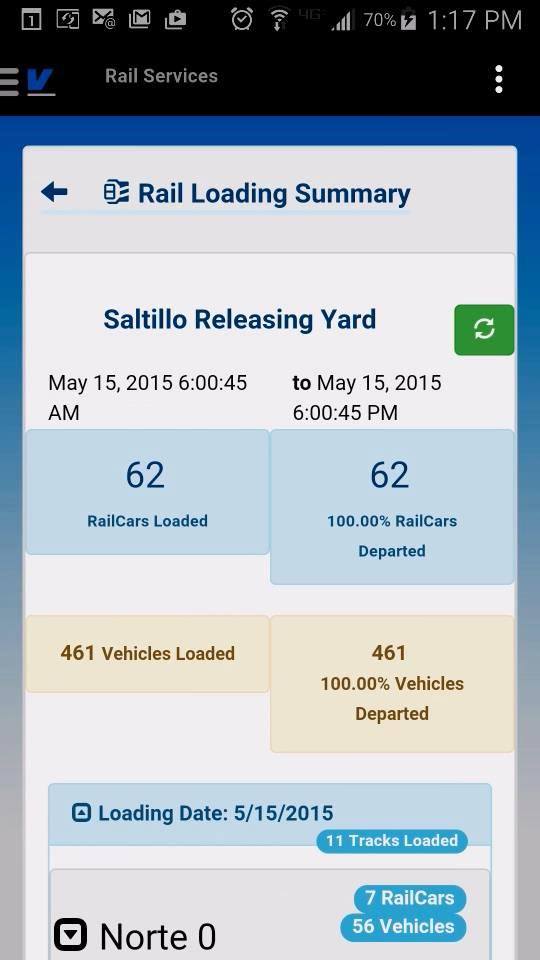 1
4G
70%
1:17 PM
V
Rail Services
Rail Loading Summary
Saltillo Releasing Yard
May 15, 2015 6:00:45
AM
to May 15, 2015
6:00:45 PM
62
RailCars Loaded
62
100.00% RailCars
Departed
461 Vehicles Loaded
461
100.00% Vehicles
Departed
Loading Date: 5/15/2015
11 Tracks Loaded
7 RailCars
56 Vehicles
Norte 0